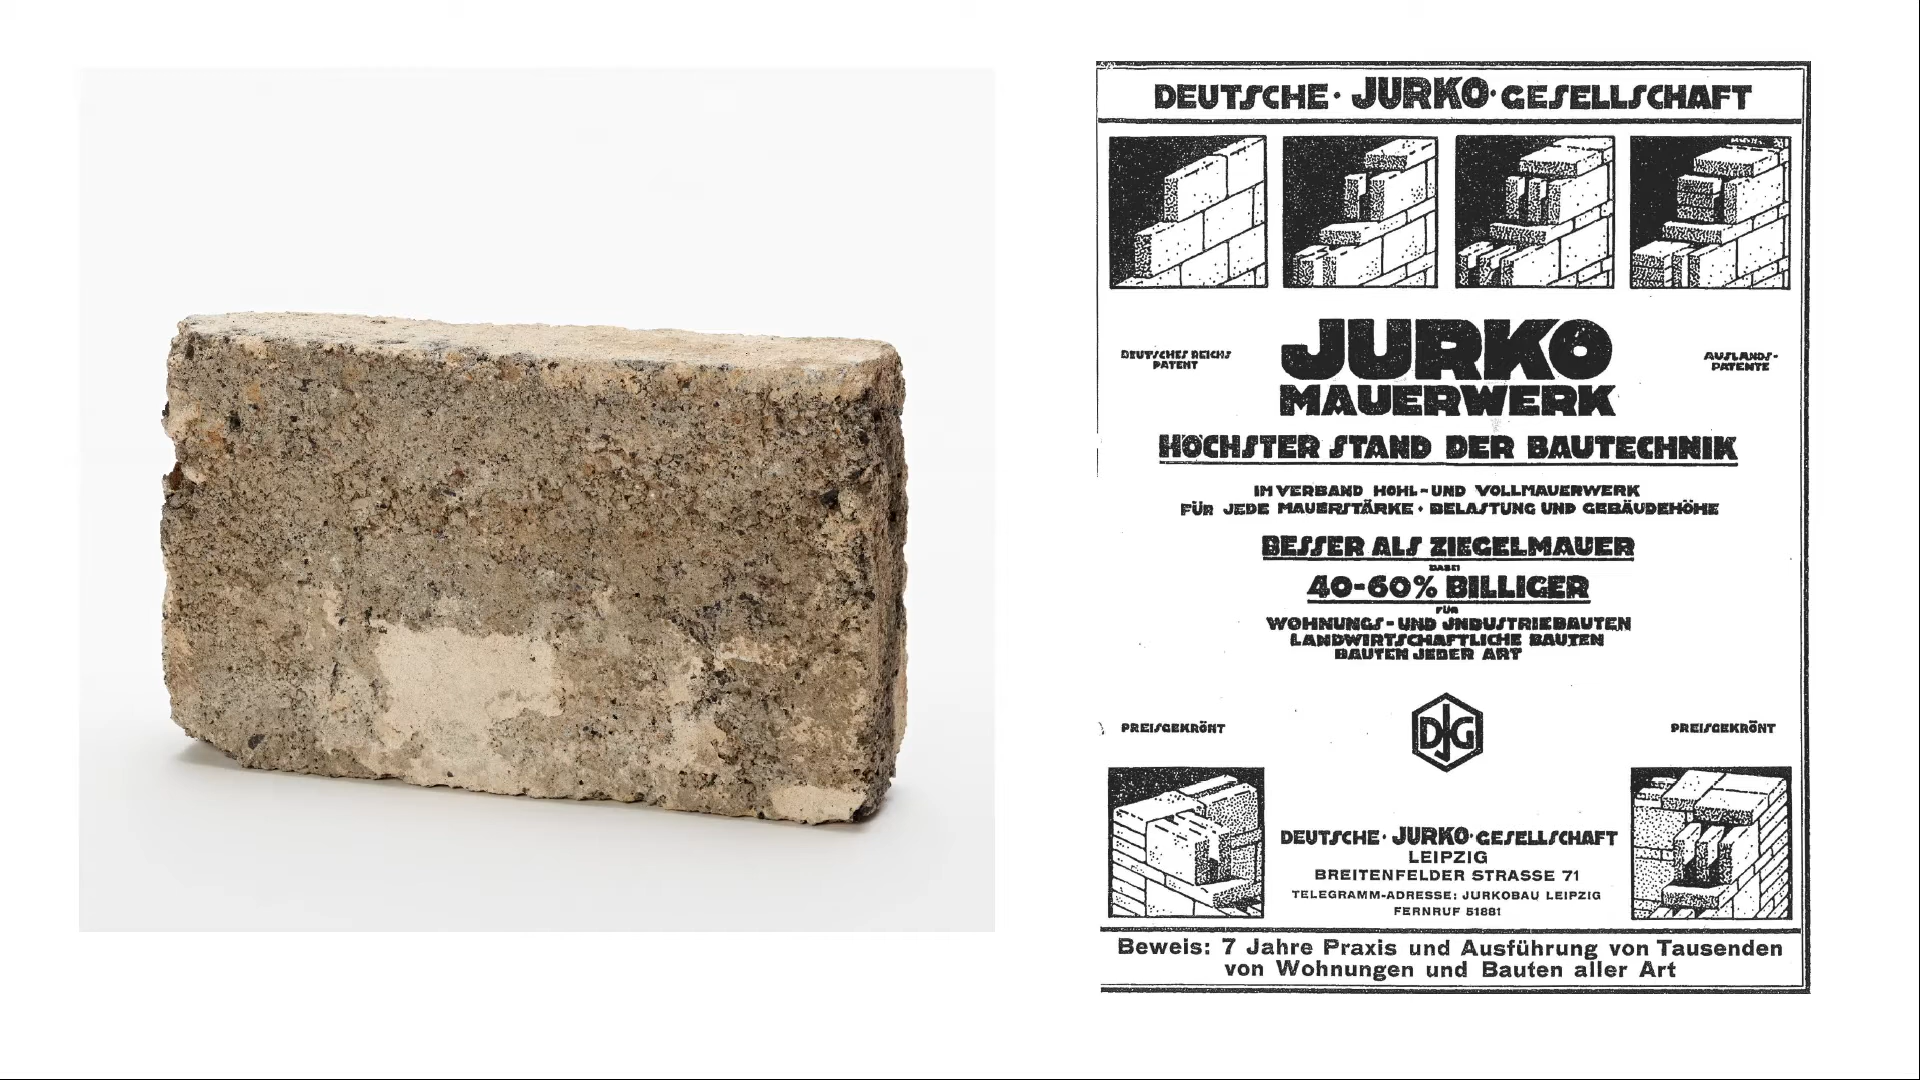 DEUTSCHE · JURKO · GESELLSCHAFT
DEUTSCHES REICHS
PATENT
AUSLANDS-
PATENTE
JURKO
MAUERWERK
HÖCHSTER STAND DER BAUTECHNIK
IM VERBAND HOHL- UND VOLLMAUERWERK
FÜR JEDE MAUERSTÄRKE · BELASTUNG UND GEBÄUDEHÖHE
BESSER ALS ZIEGELMAUER
DABEI
40-60% BILLIGER
FÜR
WOHNUNGS- UND JNDUSTRIEBAUTEN
LANDWIRTSCHAFTLICHE BAUTEN
BAUTEN JEDER ART
PREISGEKRÖNT
DJG
PREISGEKRÖNT
DEUTSCHE · JURKO · GESELLSCHAFT
LEIPZIG
BREITENFELDER STRASSE 71
TELEGRAMM-ADRESSE: JURKOBAU LEIPZIG
FERNRUF 51881
Beweis: 7 Jahre Praxis und Ausführung von Tausenden
von Wohnungen und Bauten aller Art